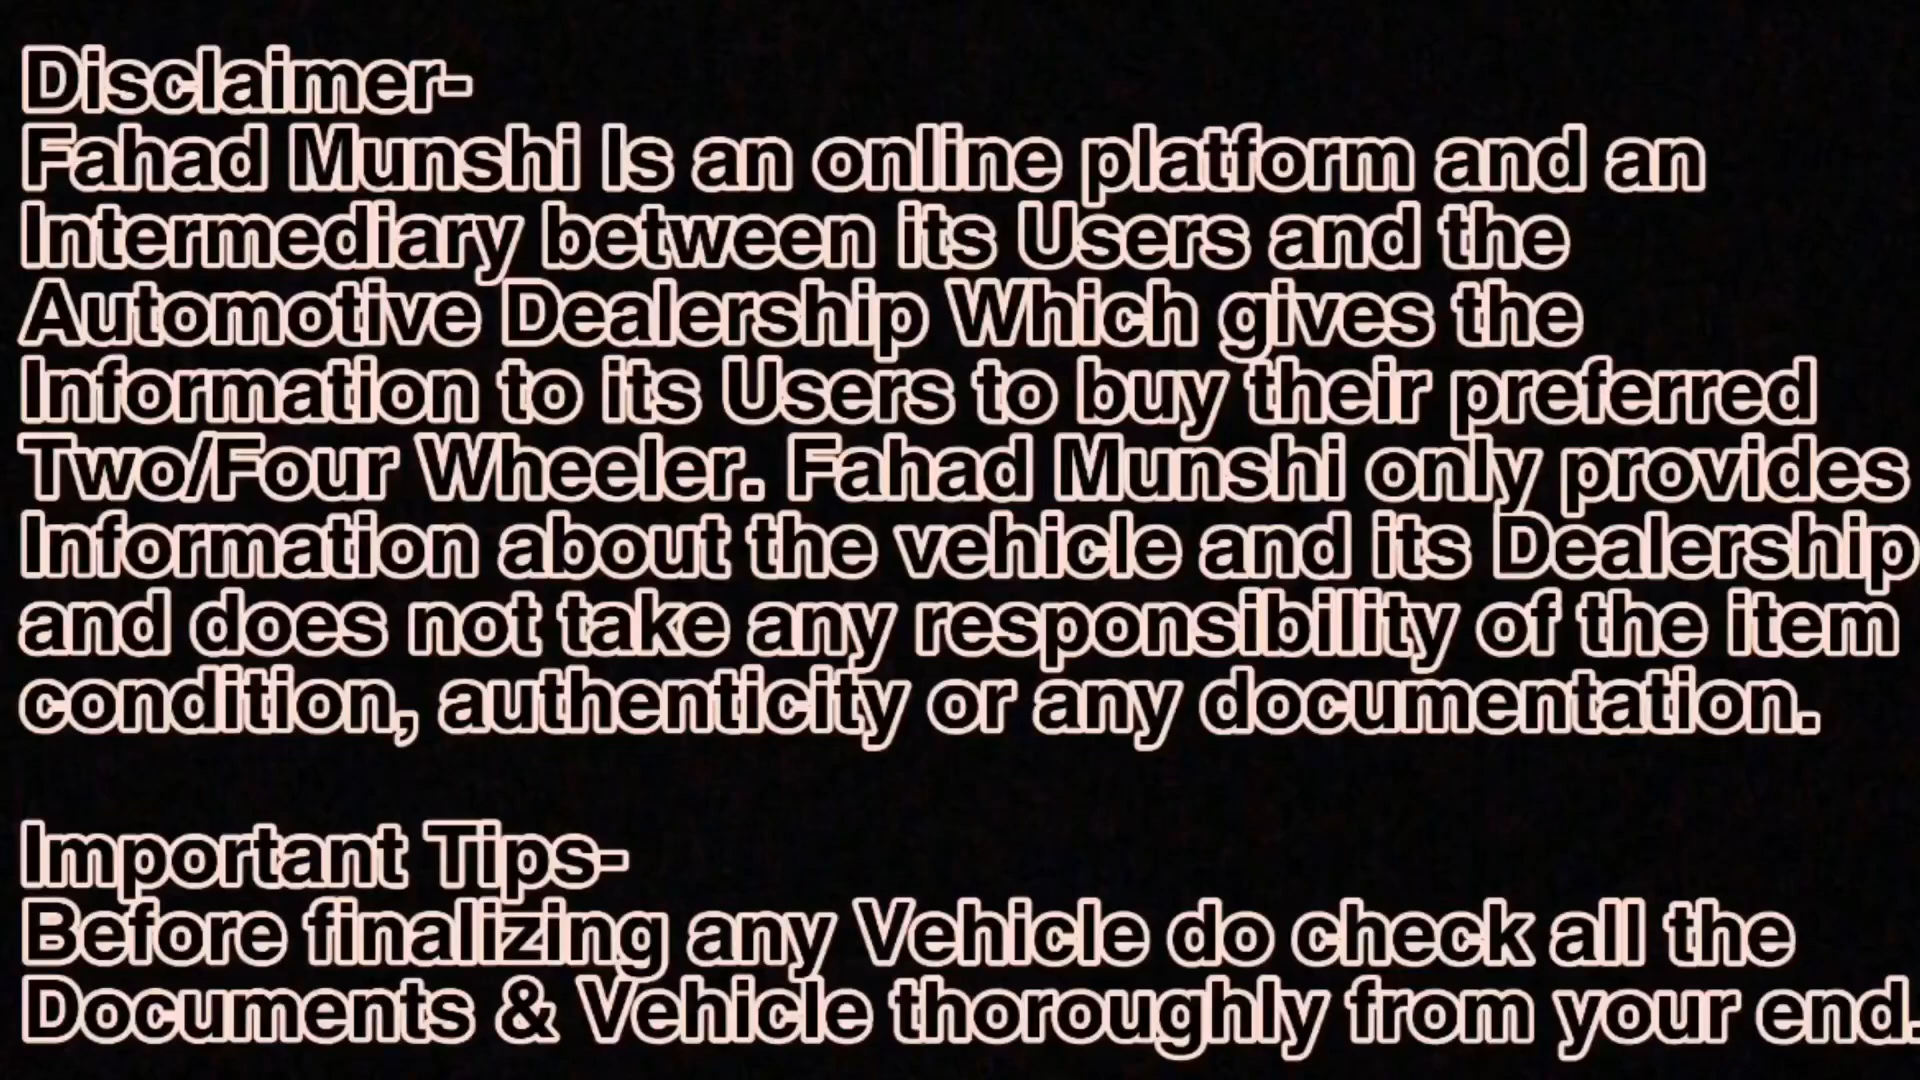 Disclaimer-
Fahad Munshi Is an online platform and an
Intermediary between its Users and the
Automotive Dealership Which gives the
Information to its Users to buy their preferred
Two/Four Wheeler. Fahad Munshi only provides
Information about the vehicle and its Dealership
and does not take any responsibility of the item
condition, authenticity or any documentation.
Important Tips-
Before finalizing any Vehicle do check all the
Documents & Vehicle thoroughly from your end.